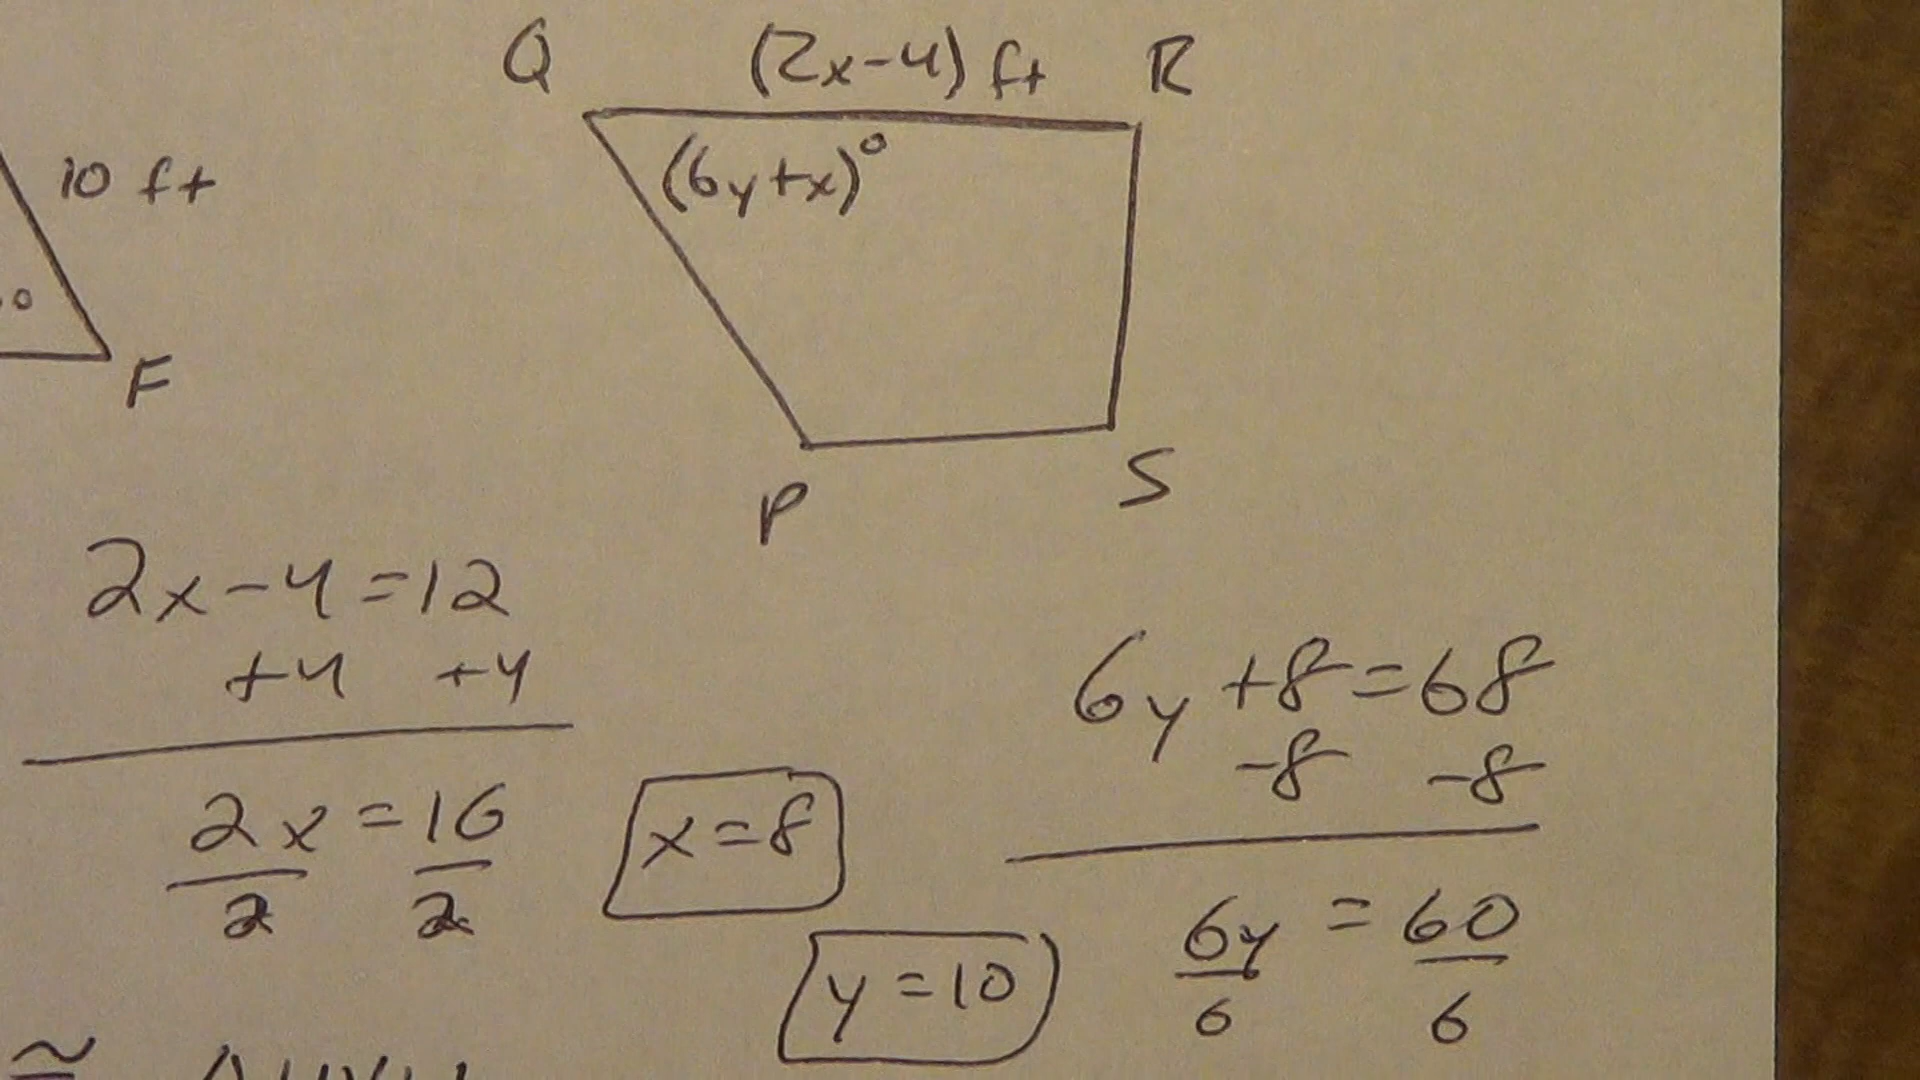 Q (2x-4) ft R
10 ft
(6y+x)°
°
F
P S
2x-4=12
+4 +4
2x=16
2 2
x=8
6y+8=68
-8 -8
6y=60
6 6
y=10
≅